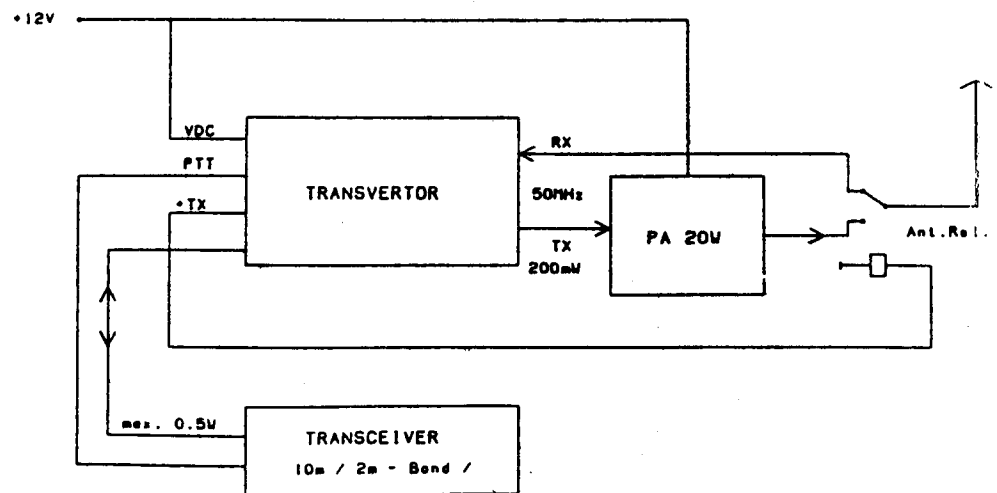 +12V
VDC
PTT
+TX
TRANSVERTOR
RX
50MHz
TX
200mW
PA 20W
Ant.Rel.
max. 0.5W
TRANSCEIVER
10m / 2m - Band /